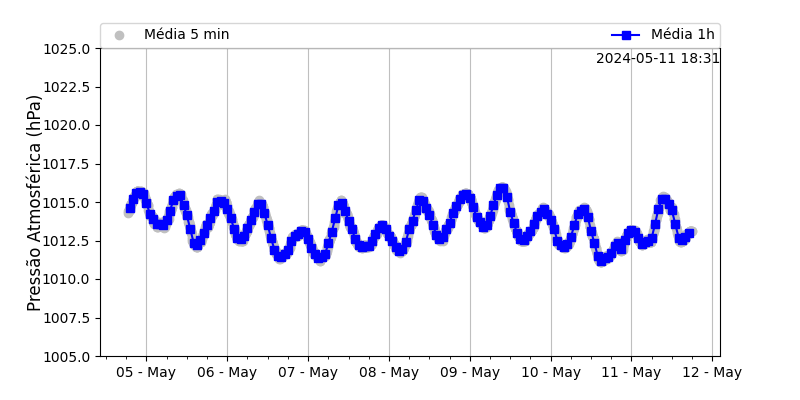 Média 5 min
Média 1h
2024-05-11 18:31
Pressão Atmosférica (hPa)
1025.0
1022.5
1020.0
1017.5
1015.0
1012.5
1010.0
1007.5
1005.0
05 - May
06 - May
07 - May
08 - May
09 - May
10 - May
11 - May
12 - May